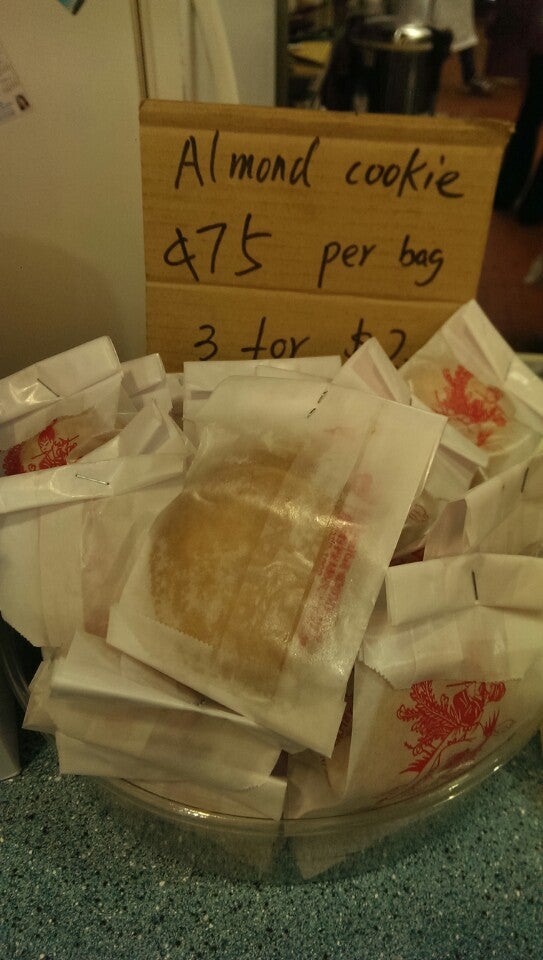 Almond cookie
¢75 per bag
3 for $2